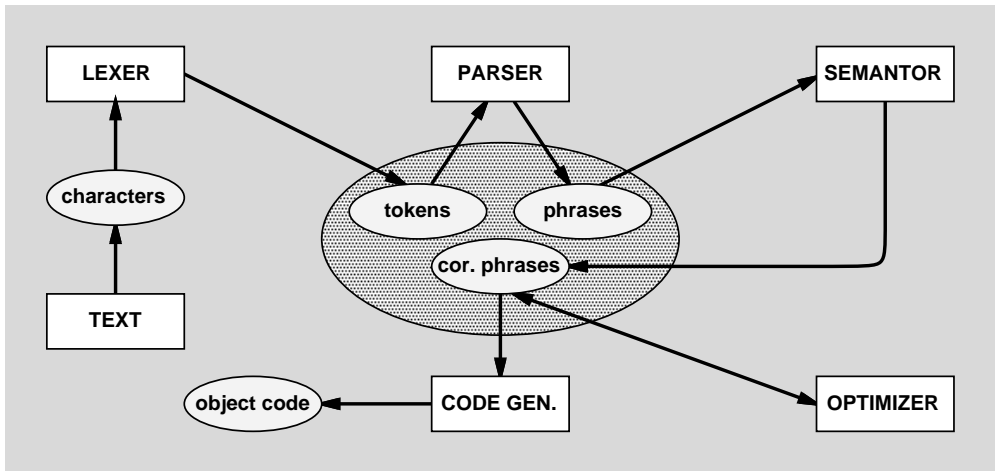 LEXER
PARSER
SEMANTOR
characters
tokens
phrases
cor. phrases
TEXT
object code
CODE GEN.
OPTIMIZER